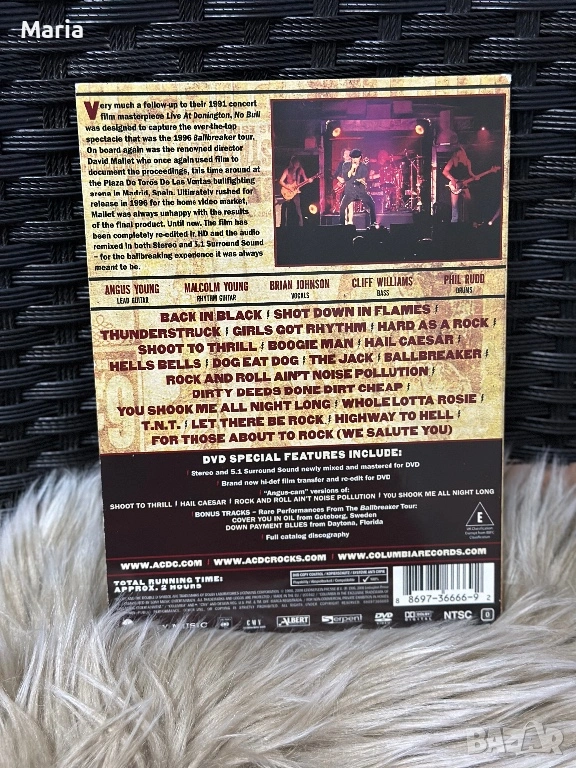 Maria
Very much a follow-up to their 1991 concert
film masterpiece Live At Donington, No Bull
was designed to capture the over-the-top
spectacle that was the 1996 Ballbreaker tour.
On board again was the renowned director
David Mallet who once again used film to
document the proceedings, this time around at
the Plaza De Toros De Las Ventas bullfighting
arena in Madrid, Spain. Ultimately rushed for
release in 1996 for the home video market,
Mallet was always unhappy with the results
of the final product. Until now. The film has
been completely re-edited in HD and the audio
remixed in both Stereo and 5.1 Surround Sound
– for the ballbreaking experience it was always
meant to be.
ANGUS YOUNG MALCOLM YOUNG BRIAN JOHNSON CLIFF WILLIAMS PHIL RUDD
LEAD GUITAR RHYTHM GUITAR VOCALS BASS DRUMS
BACK IN BLACK SHOT DOWN IN FLAMES
THUNDERSTRUCK GIRLS GOT RHYTHM HARD AS A ROCK
SHOOT TO THRILL BOOGIE MAN HAIL CAESAR
HELLS BELLS DOG EAT DOG THE JACK BALLBREAKER
ROCK AND ROLL AIN'T NOISE POLLUTION
DIRTY DEEDS DONE DIRT CHEAP
YOU SHOOK ME ALL NIGHT LONG WHOLE LOTTA ROSIE
T.N.T. LET THERE BE ROCK HIGHWAY TO HELL
FOR THOSE ABOUT TO ROCK (WE SALUTE YOU)
DVD SPECIAL FEATURES INCLUDE:
Stereo and 5.1 Surround Sound newly mixed and mastered for DVD
Brand new hi-def film transfer and re-edit for DVD
"Angus-cam" versions of:
SHOOT TO THRILL HAIL CAESAR ROCK AND ROLL AIN'T NOISE POLLUTION YOU SHOOK ME ALL NIGHT LONG
BONUS TRACKS – Rare Performances From The Ballbreaker Tour:
COVER YOU IN OIL from Goteborg, Sweden
DOWN PAYMENT BLUES from Daytona, Florida
Full catalog discography
E
WWW.ACDC.COM WWW.ACDCROCKS.COM WWW.COLUMBIARECORDS.COM
TOTAL RUNNING TIME:
APPROX. 2 HOURS
8 8697-36666-9 2
MUSIC ALBERT serpent DVD DOLBY DIGITAL NTSC 0
BAZAR